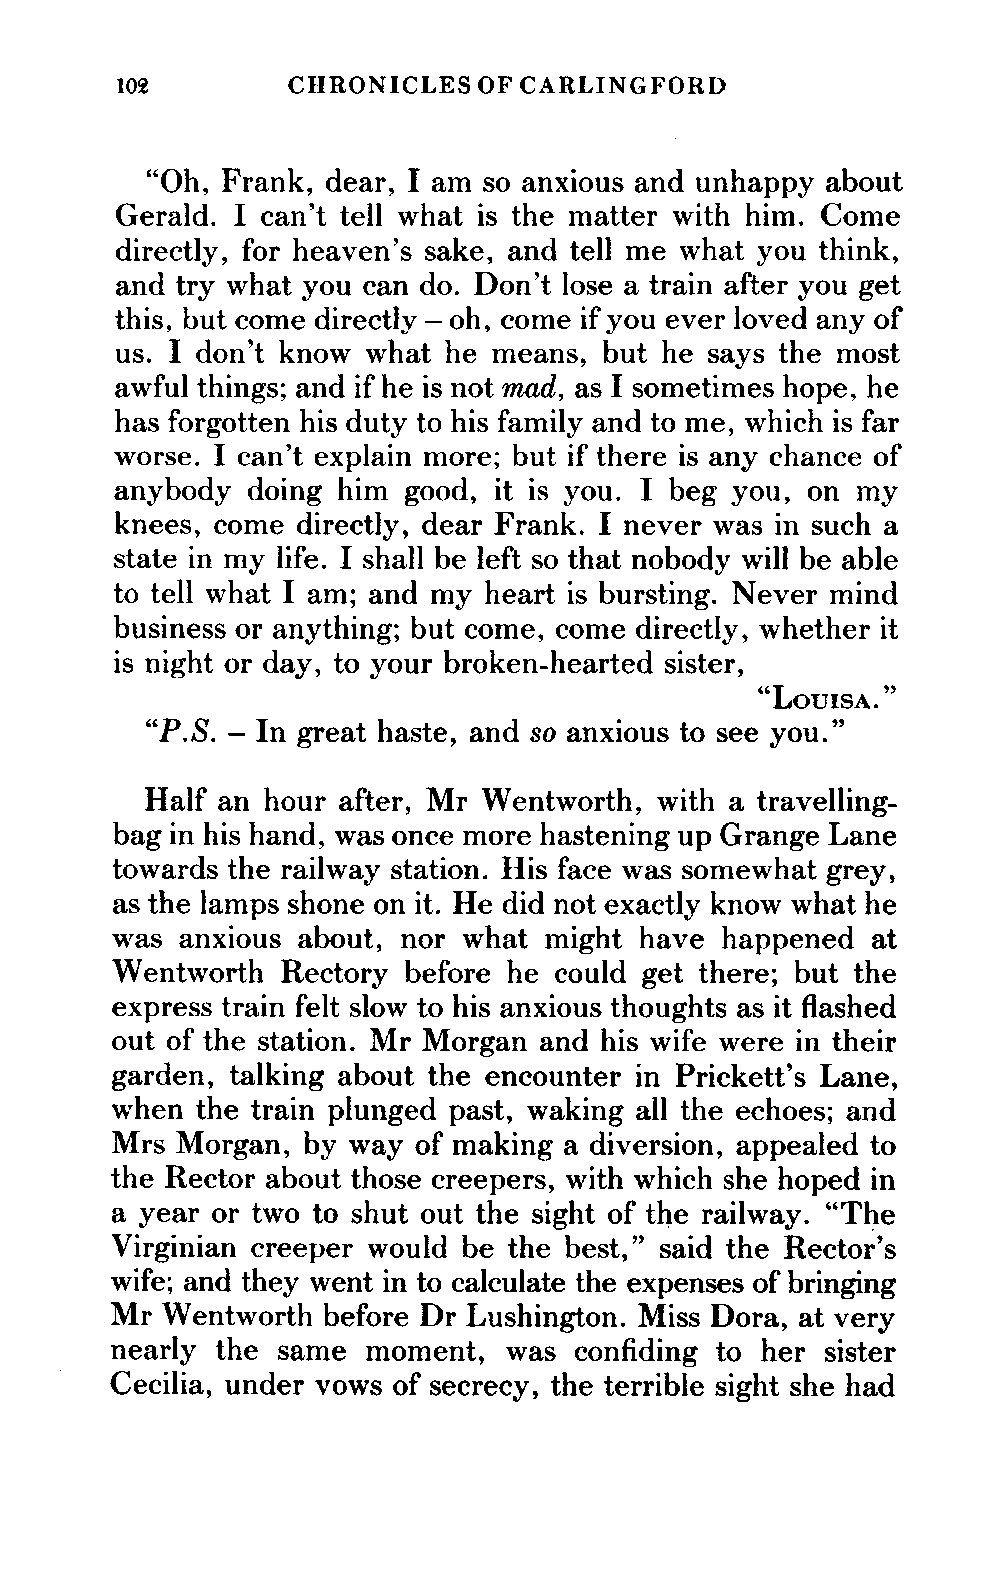 102 CHRONICLES OF CARLINGFORD
“Oh, Frank, dear, I am so anxious and unhappy about
Gerald. I can’t tell what is the matter with him. Come
directly, for heaven’s sake, and tell me what you think,
and try what you can do. Don’t lose a train after you get
this, but come directly – oh, come if you ever loved any of
us. I don’t know what he means, but he says the most
awful things; and if he is not mad, as I sometimes hope, he
has forgotten his duty to his family and to me, which is far
worse. I can’t explain more; but if there is any chance of
anybody doing him good, it is you. I beg you, on my
knees, come directly, dear Frank. I never was in such a
state in my life. I shall be left so that nobody will be able
to tell what I am; and my heart is bursting. Never mind
business or anything; but come, come directly, whether it
is night or day, to your broken-hearted sister,
“LOUISA.”
“P.S. – In great haste, and so anxious to see you.”
Half an hour after, Mr Wentworth, with a travelling-
bag in his hand, was once more hastening up Grange Lane
towards the railway station. His face was somewhat grey,
as the lamps shone on it. He did not exactly know what he
was anxious about, nor what might have happened at
Wentworth Rectory before he could get there; but the
express train felt slow to his anxious thoughts as it flashed
out of the station. Mr Morgan and his wife were in their
garden, talking about the encounter in Prickett’s Lane,
when the train plunged past, waking all the echoes; and
Mrs Morgan, by way of making a diversion, appealed to
the Rector about those creepers, with which she hoped in
a year or two to shut out the sight of the railway. “The
Virginian creeper would be the best,” said the Rector’s
wife; and they went in to calculate the expenses of bringing
Mr Wentworth before Dr Lushington. Miss Dora, at very
nearly the same moment, was confiding to her sister
Cecilia, under vows of secrecy, the terrible sight she had